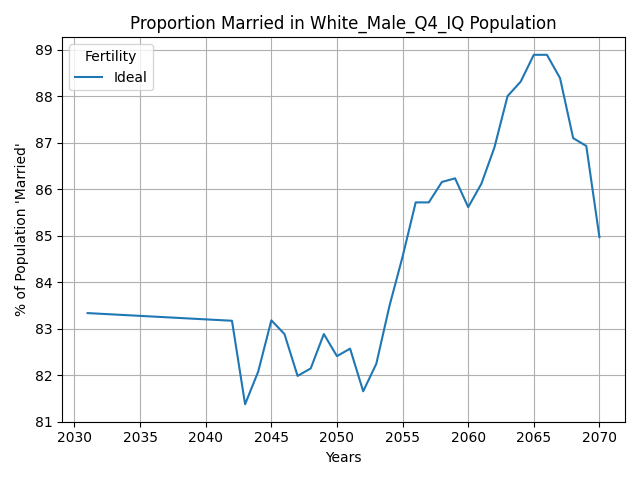 Proportion Married in White_Male_Q4_IQ Population
89
88
87
86
85
84
83
82
81
% of Population 'Married'
Fertility
Ideal
2030 2035 2040 2045 2050 2055 2060 2065 2070
Years